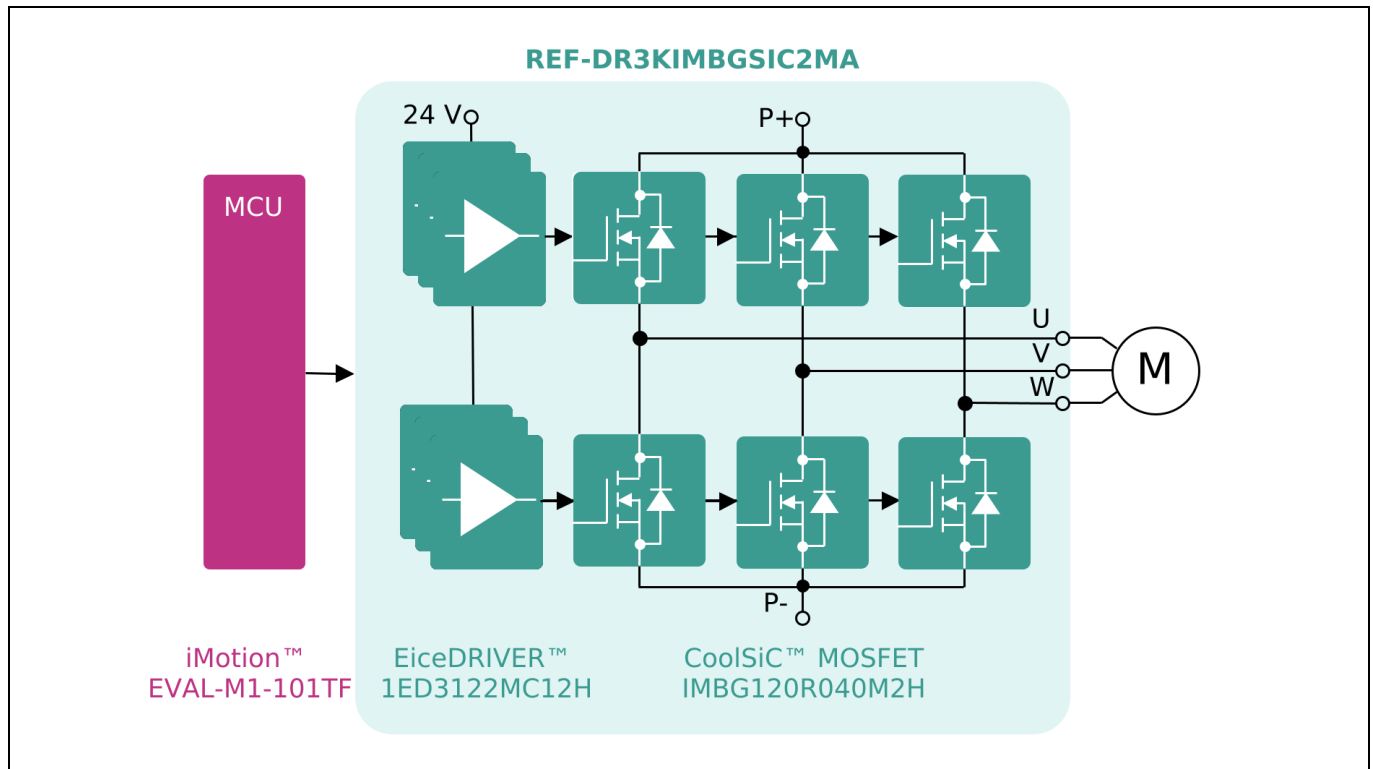 REF-DR3KIMBGSIC2MA
24 V
P+
MCU
U
V
W
M
P-
iMotion™
EVAL-M1-101TF
EiceDRIVER™
1ED3122MC12H
CoolSiC™ MOSFET
IMBG120R040M2H